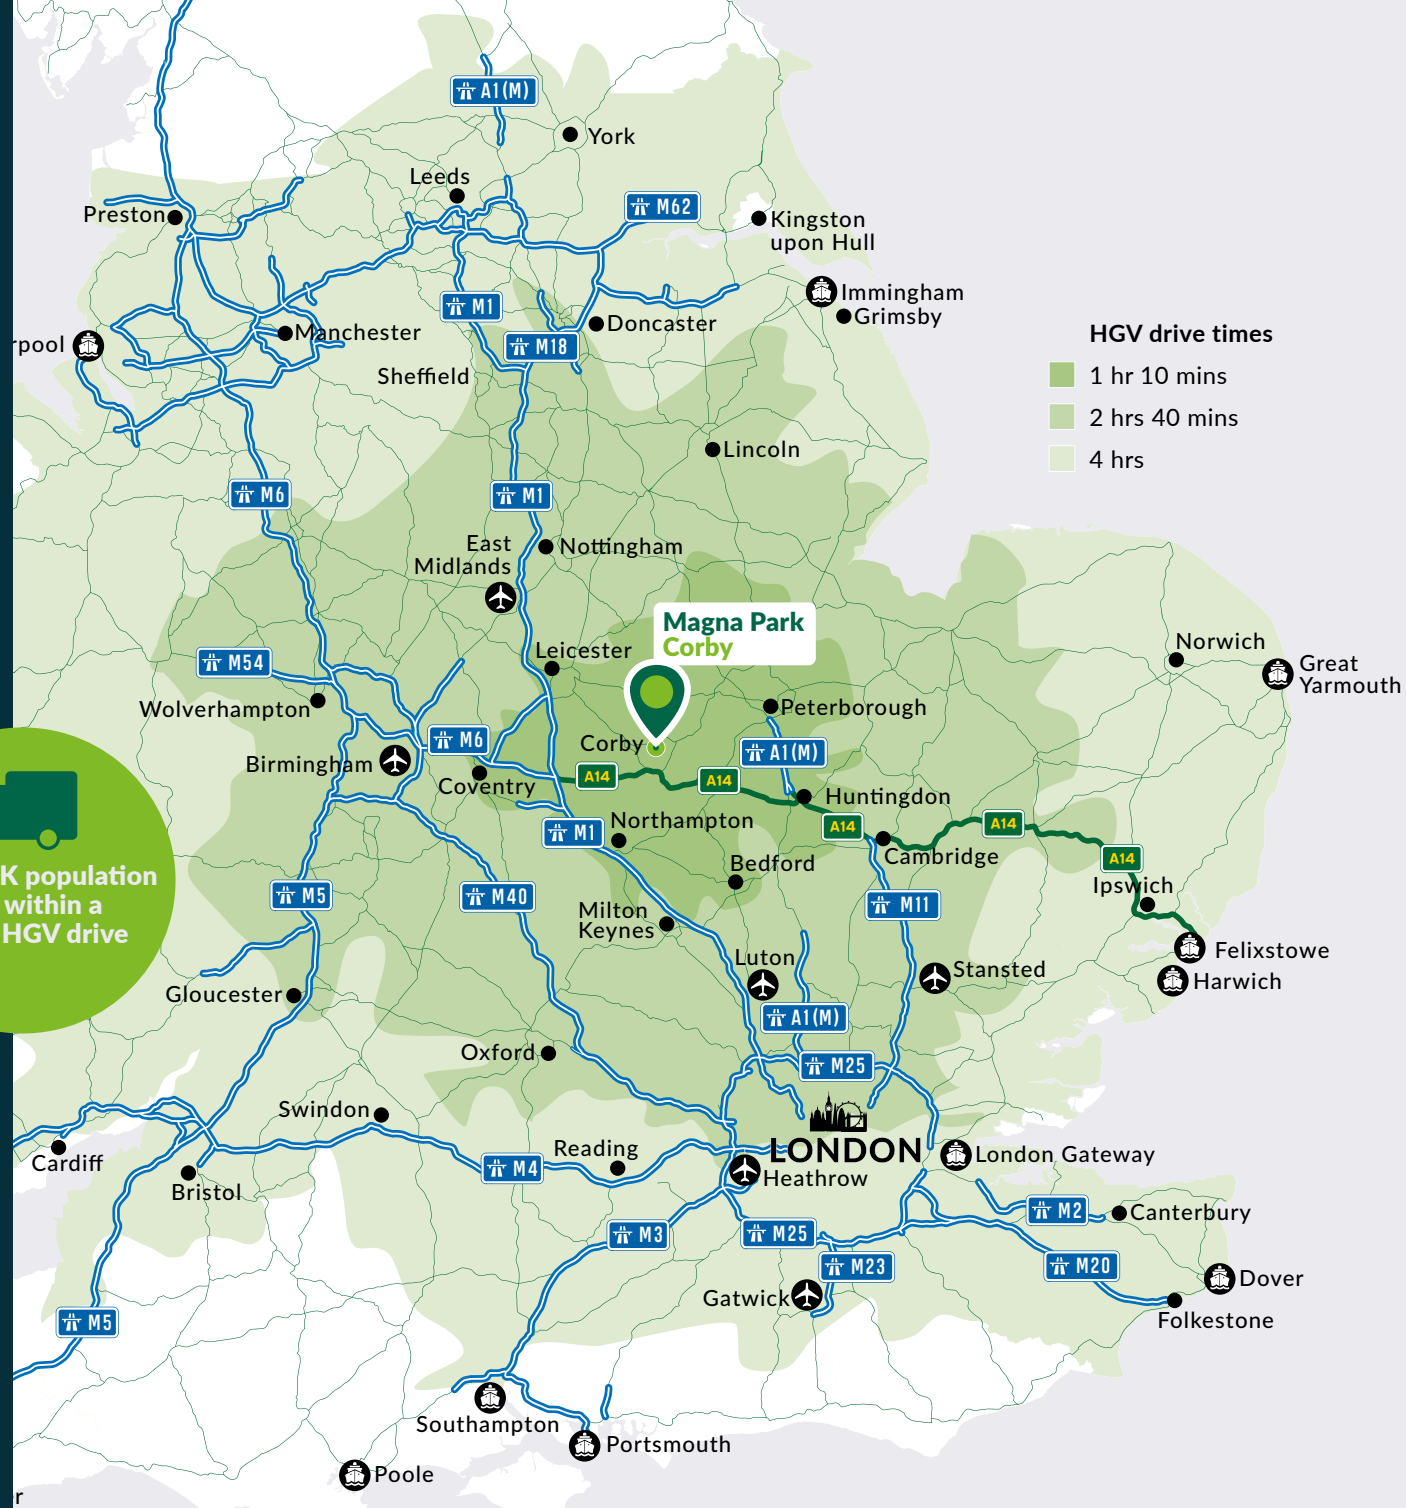 A1(M)
York
Leeds
M62
Preston
Kingston
upon Hull
Immingham
Grimsby
M1
Doncaster
Manchester
rpool
M18
Sheffield
HGV drive times
1 hr 10 mins
2 hrs 40 mins
4 hrs
Lincoln
M6
M1
East
Midlands
Nottingham
Magna Park
Corby
Leicester
M54
Norwich
Great
Yarmouth
Wolverhampton
Peterborough
M6
Corby
A1(M)
Birmingham
A14
A14
Coventry
Huntingdon
Northampton
M1
A14
A14
Cambridge
A14
Bedford
K population
within a
HGV drive
Ipswich
M5
M40
M11
Milton
Keynes
Felixstowe
Luton
Stansted
Harwich
Gloucester
A1(M)
Oxford
M25
Swindon
LONDON
Reading
London Gateway
Cardiff
M4
Heathrow
Bristol
M2
Canterbury
M3
M25
M23
M20
Dover
Gatwick
Folkestone
M5
Southampton
Portsmouth
Poole
r